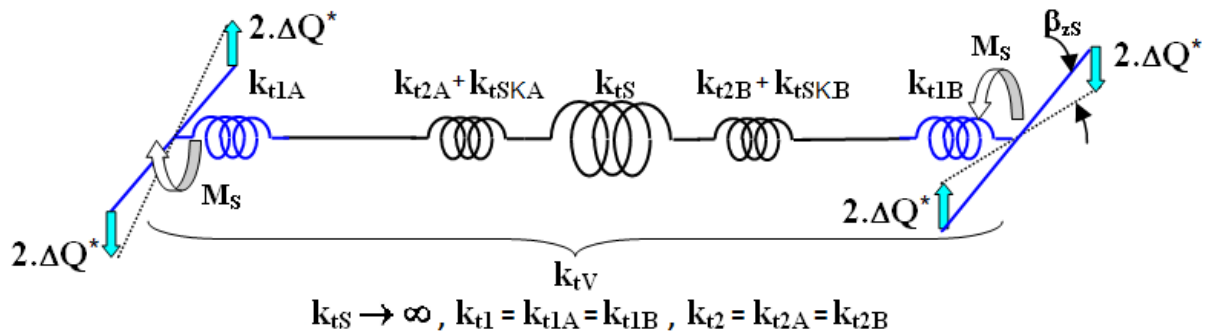 2.ΔQ*
k_t1A
k_t2A + k_tSKA
k_tS
k_t2B + k_tSKB
k_t1B
M_S
β_zS
2.ΔQ*
M_S
2.ΔQ*
2.ΔQ*
k_tV
k_tS → ∞ , k_t1 = k_t1A = k_t1B , k_t2 = k_t2A = k_t2B